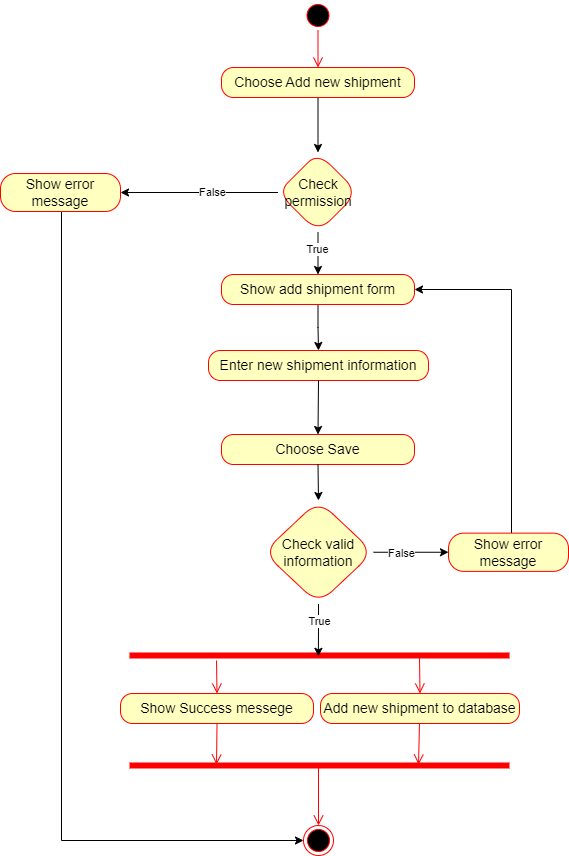 Choose Add new shipment
Check
permission
False
Show error
message
True
Show add shipment form
Enter new shipment information
Choose Save
Check valid
information
False
Show error
message
True
Show Success messege
Add new shipment to database